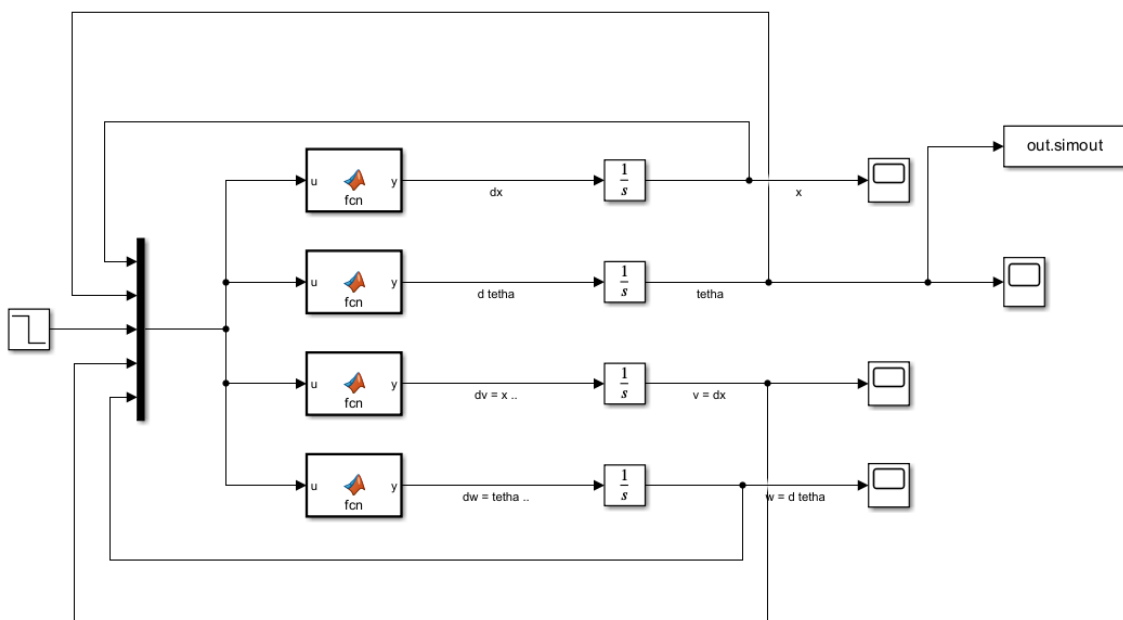 out.simout
u
y
fcn
dx
1
s
x
u
y
fcn
d tetha
1
s
tetha
u
y
fcn
dv = x ..
1
s
v = dx
u
y
fcn
dw = tetha ..
1
s
w = d tetha